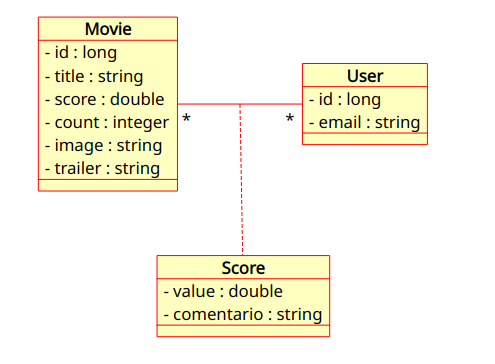 Movie
- id : long
- title : string
- score : double
- count : integer
- image : string
- trailer : string
*
*
User
- id : long
- email : string
Score
- value : double
- comentario : string